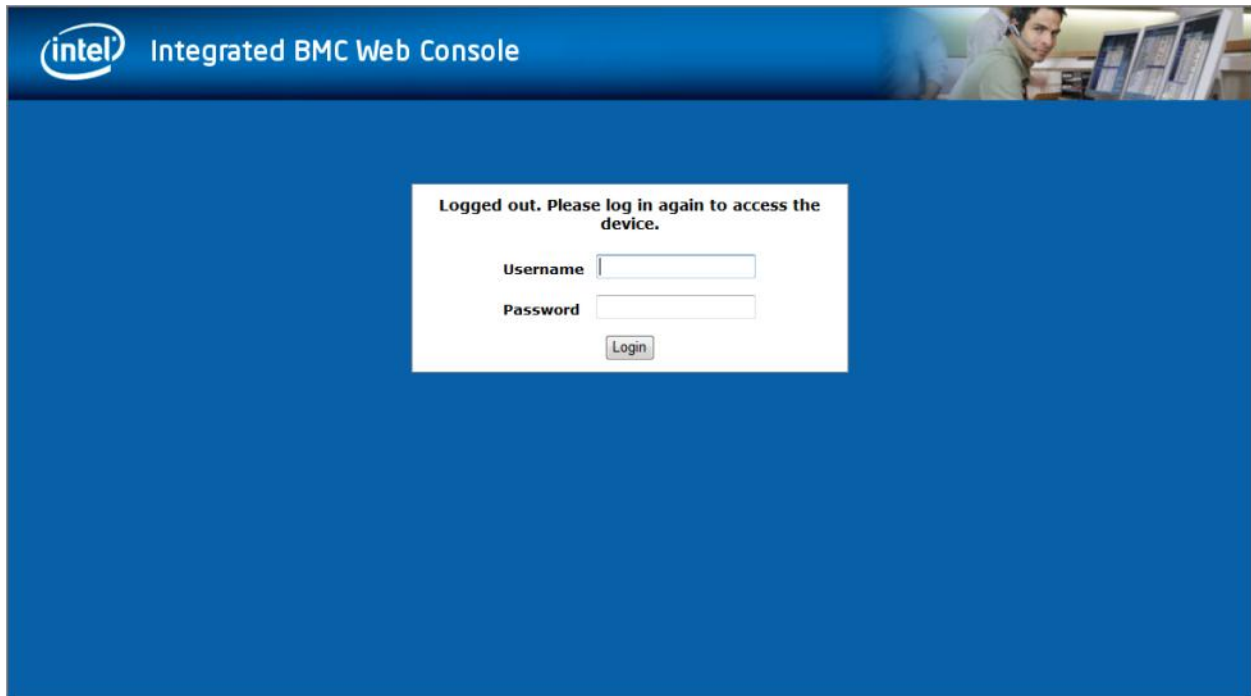 intel® Integrated BMC Web Console
Logged out. Please log in again to access the
device.
Username
Password
Login